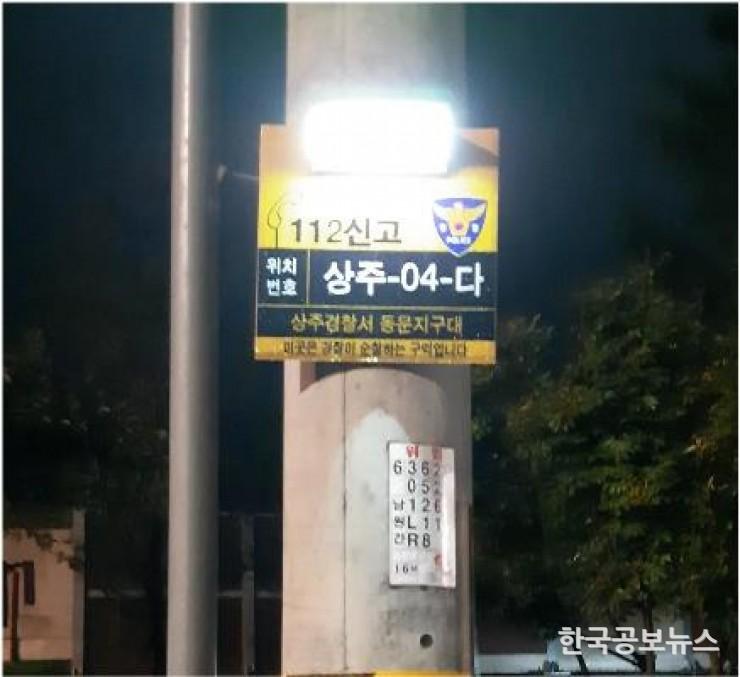 112신고
POLICE
위치
번호
상주-04-다
상주경찰서 동문지구대
이곳은 경찰이 순찰하는 구역입니다
위험
6362
052
남126
원L11
간R8
16M
한국공보뉴스